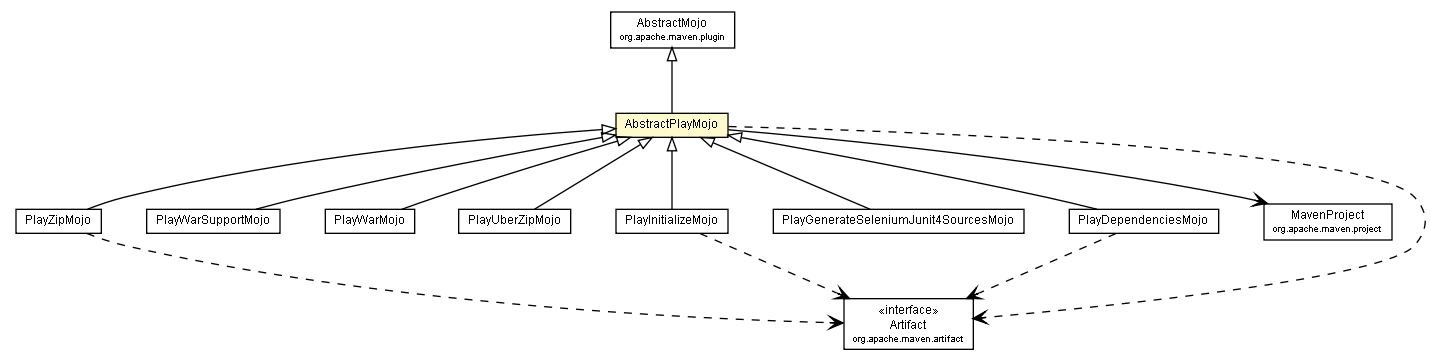 AbstractMojo
org.apache.maven.plugin
AbstractPlayMojo
PlayZipMojo
PlayWarSupportMojo
PlayWarMojo
PlayUberZipMojo
PlayInitializeMojo
PlayGenerateSeleniumJunit4SourcesMojo
PlayDependenciesMojo
MavenProject
org.apache.maven.project
«interface»
Artifact
org.apache.maven.artifact